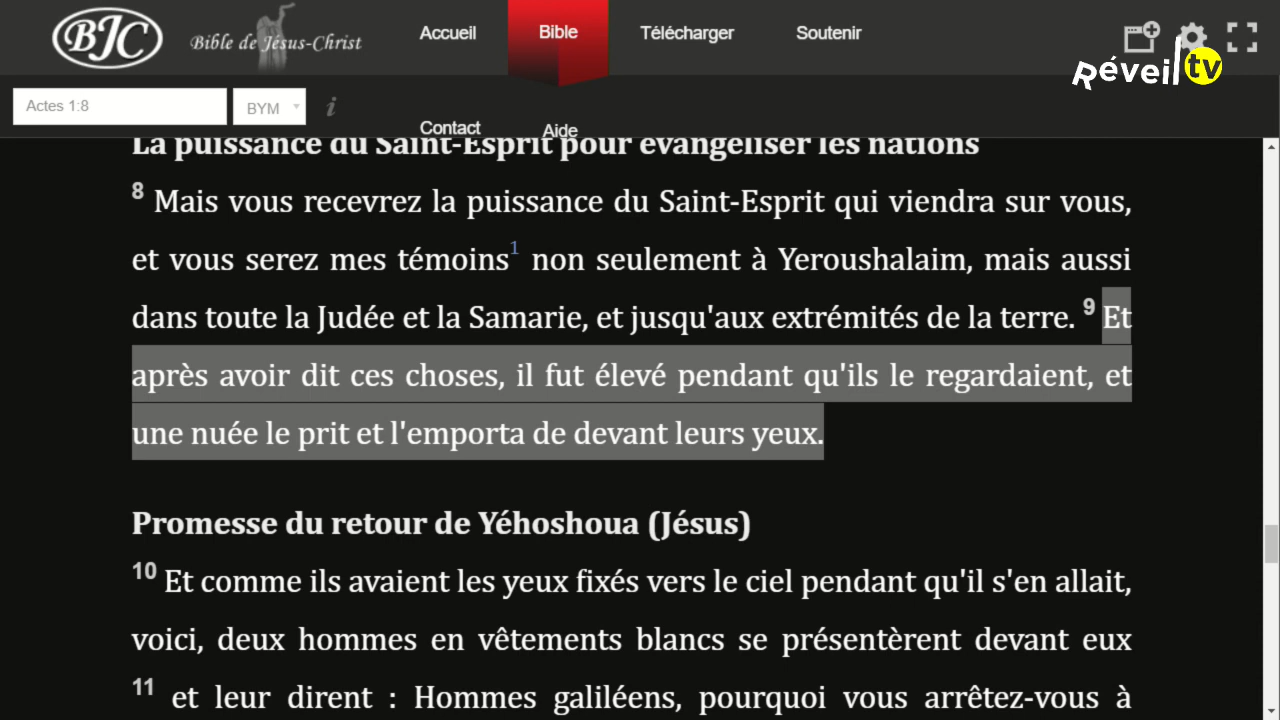 BJC
Bible de Jésus-Christ
Accueil
Bible
Télécharger
Soutenir
Réveil tv
Actes 1:8
BYM
i
Contact
Aide
La puissance du Saint-Esprit pour évangéliser les nations
8 Mais vous recevrez la puissance du Saint-Esprit qui viendra sur vous,
et vous serez mes témoins1 non seulement à Yeroushalaim, mais aussi
dans toute la Judée et la Samarie, et jusqu'aux extrémités de la terre. 9 Et
après avoir dit ces choses, il fut élevé pendant qu'ils le regardaient, et
une nuée le prit et l'emporta de devant leurs yeux.
Promesse du retour de Yéhoshoua (Jésus)
10 Et comme ils avaient les yeux fixés vers le ciel pendant qu'il s'en allait,
voici, deux hommes en vêtements blancs se présentèrent devant eux
11 et leur dirent : Hommes galiléens, pourquoi vous arrêtez-vous à